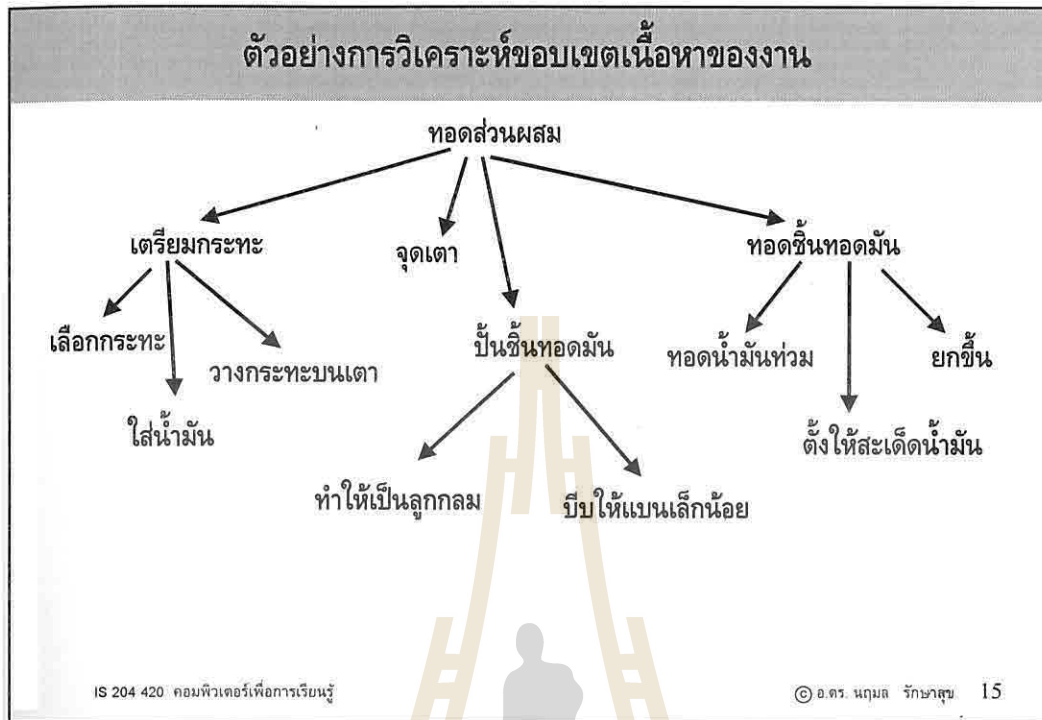 ตัวอย่างการวิเคราะห์ขอบเขตเนื้อหาของงาน
ทอดส่วนผสม
เตรียมกระทะ
จุดเตา
ทอดชิ้นทอดมัน
เลือกกระทะ
วางกระทะบนเตา
ปั้นชิ้นทอดมัน
ทอดน้ำมันท่วม
ยกขึ้น
ใส่น้ำมัน
ตั้งให้สะเด็ดน้ำมัน
ทำให้เป็นลูกกลม
บีบให้แบนเล็กน้อย
IS 204 420 คอมพิวเตอร์เพื่อการเรียนรู้
© อ.ดร. นฤมล รักษาสุข 15